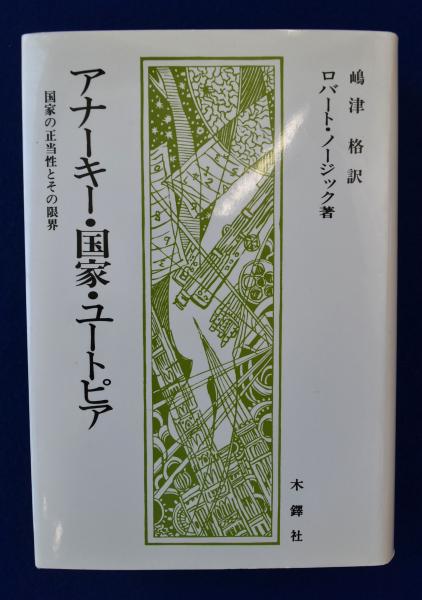 嶋津格訳
ロバート・ノージック著
アナーキー・国家・ユートピア
国家の正当性とその限界
木鐸社